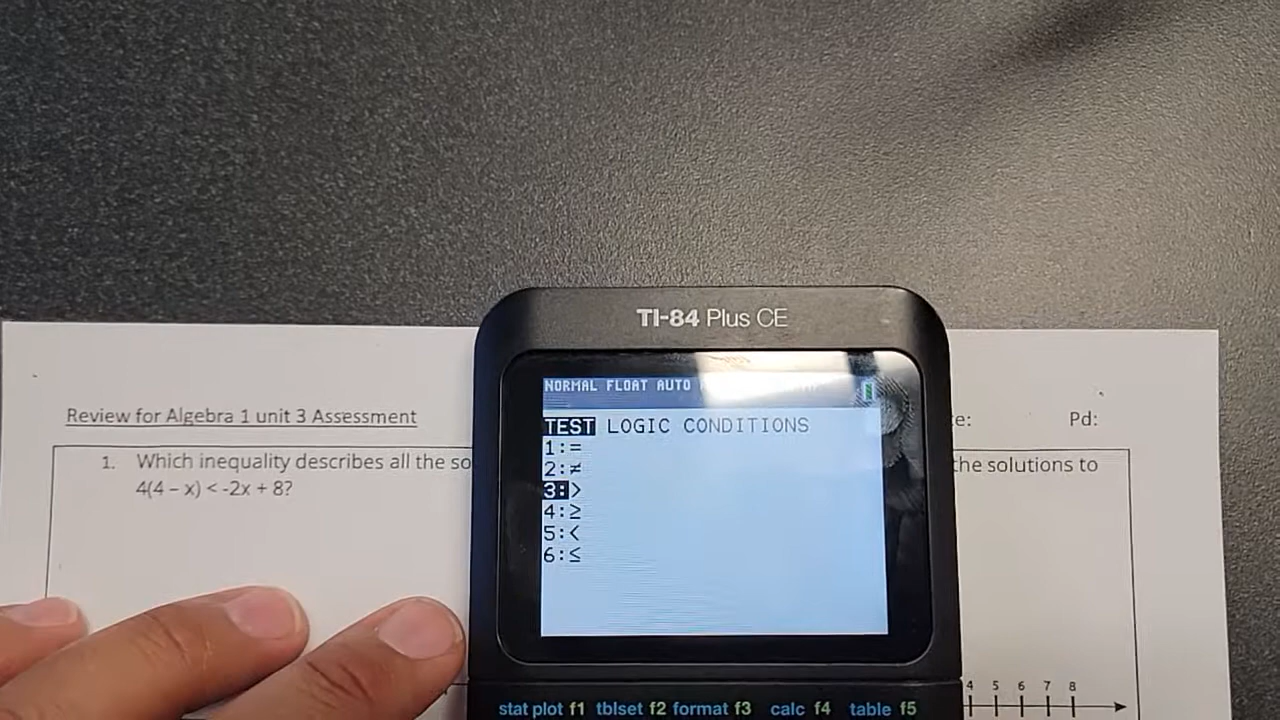 TI-84 Plus CE
NORMAL FLOAT AUTO
TEST LOGIC CONDITIONS
1:=
2:≠
3:>
4:≥
5:<
6:≤
stat plot f1 tblset f2 format f3 calc f4 table f5
Review for Algebra 1 unit 3 Assessment
Pd:
1. Which inequality describes all the
the solutions to
4(4 – x) < -2x + 8?
4 5 6 7 8